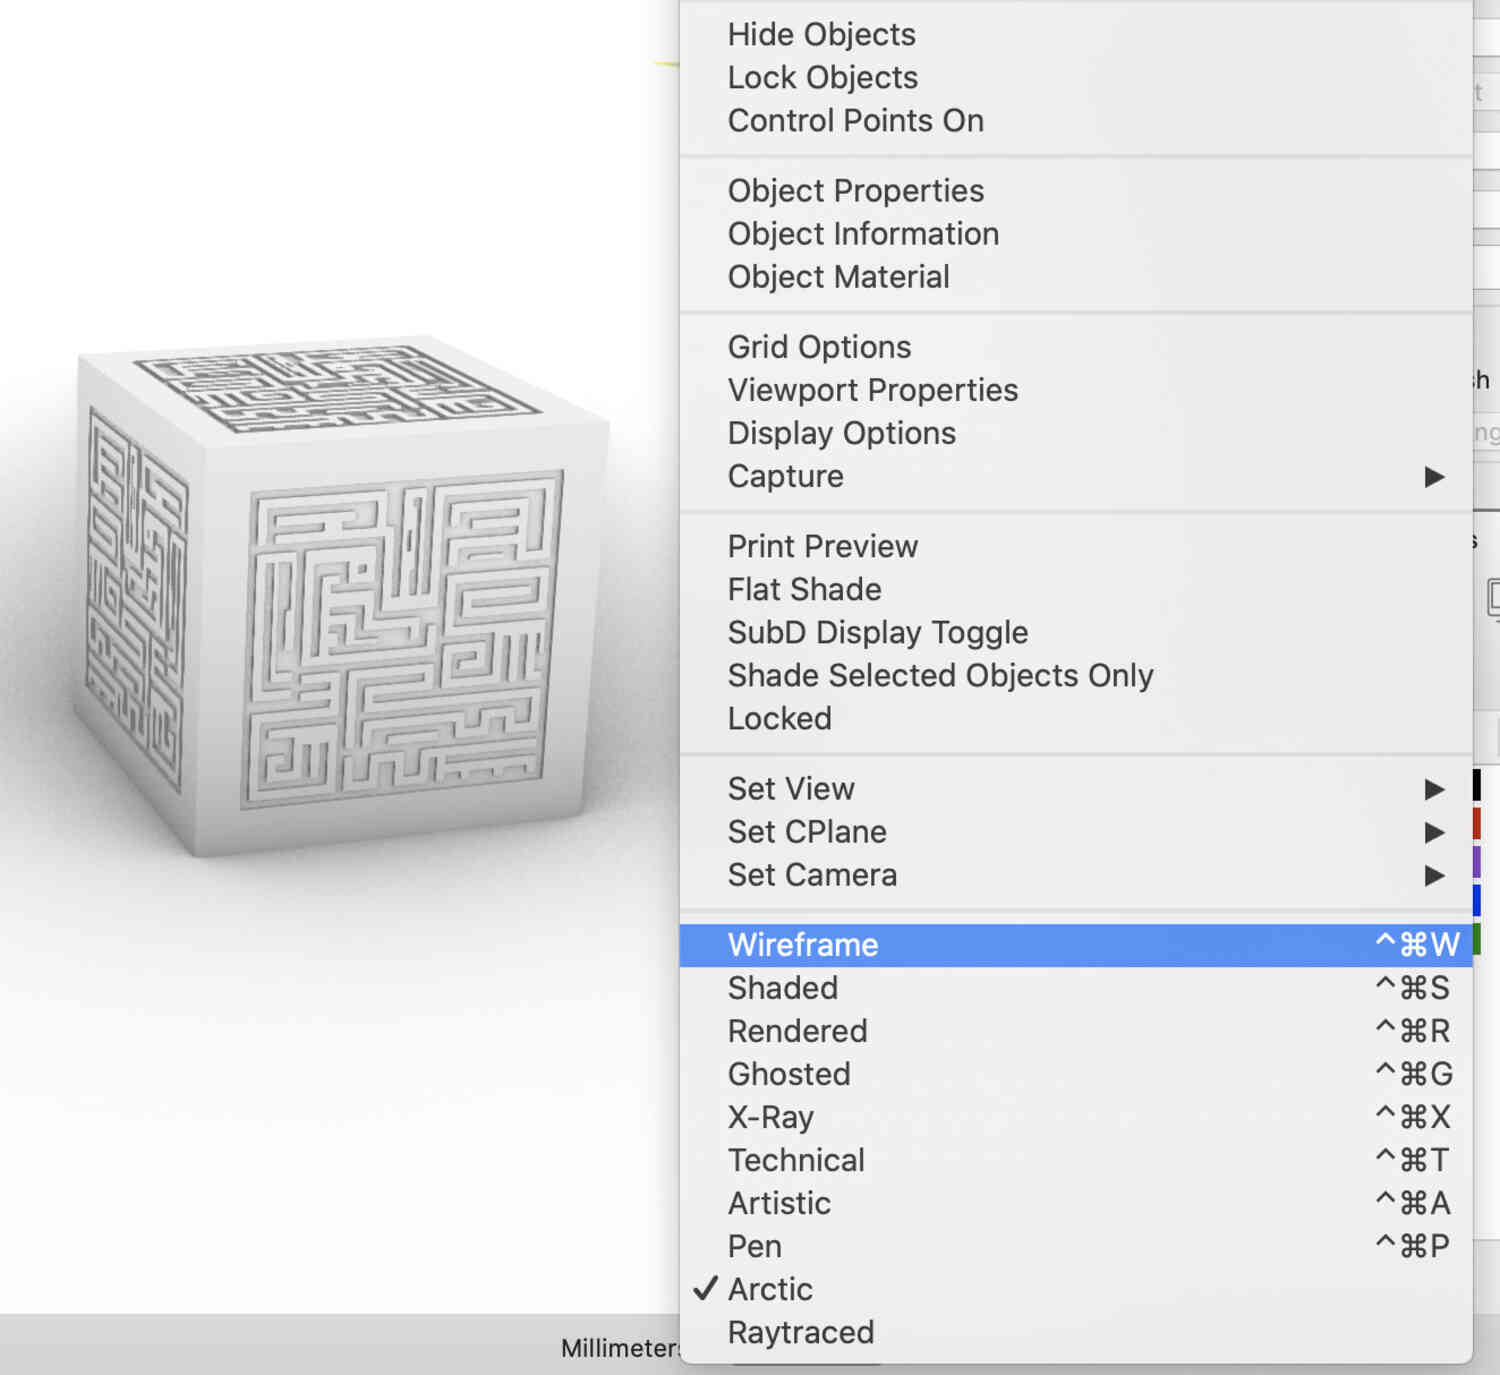 Hide Objects
Lock Objects
Control Points On
Object Properties
Object Information
Object Material
Grid Options
Viewport Properties
Display Options
Capture ▶
Print Preview
Flat Shade
SubD Display Toggle
Shade Selected Objects Only
Locked
Set View ▶
Set CPlane ▶
Set Camera ▶
Wireframe ^⌘W
Shaded ^⌘S
Rendered ^⌘R
Ghosted ^⌘G
X-Ray ^⌘X
Technical ^⌘T
Artistic ^⌘A
Pen ^⌘P
✓ Arctic
Raytraced
Millimeters